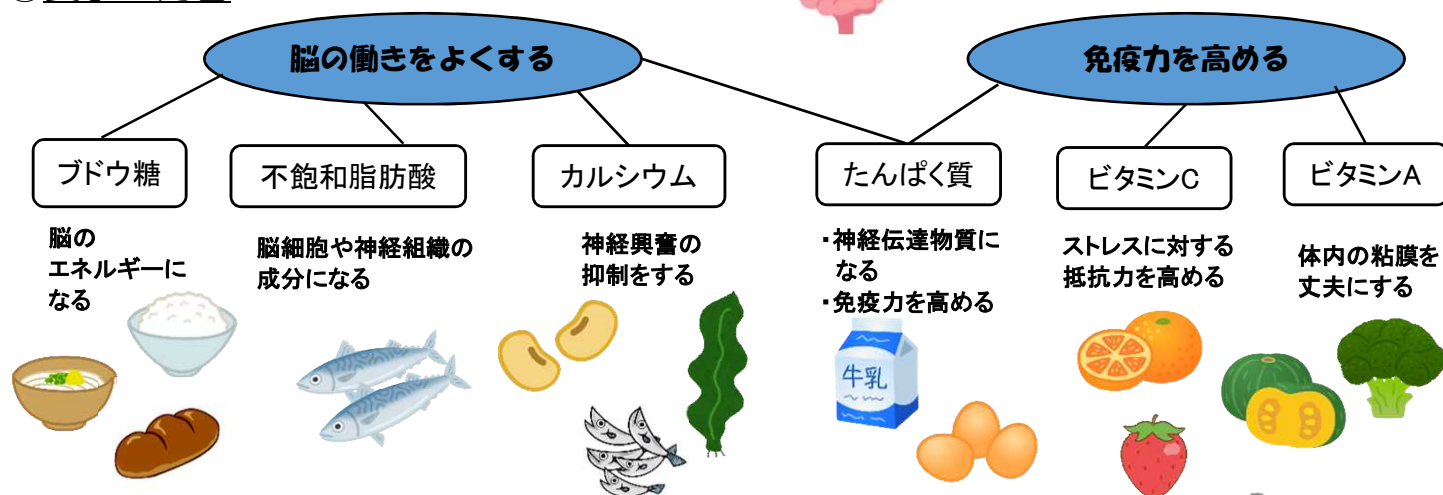 脳の働きをよくする
免疫力を高める
ブドウ糖
不飽和脂肪酸
カルシウム
たんぱく質
ビタミンC
ビタミンA
脳の
エネルギーに
なる
脳細胞や神経組織の
成分になる
神経興奮の
抑制をする
・神経伝達物質に
なる
・免疫力を高める
ストレスに対する
抵抗力を高める
体内の粘膜を
丈夫にする
牛乳